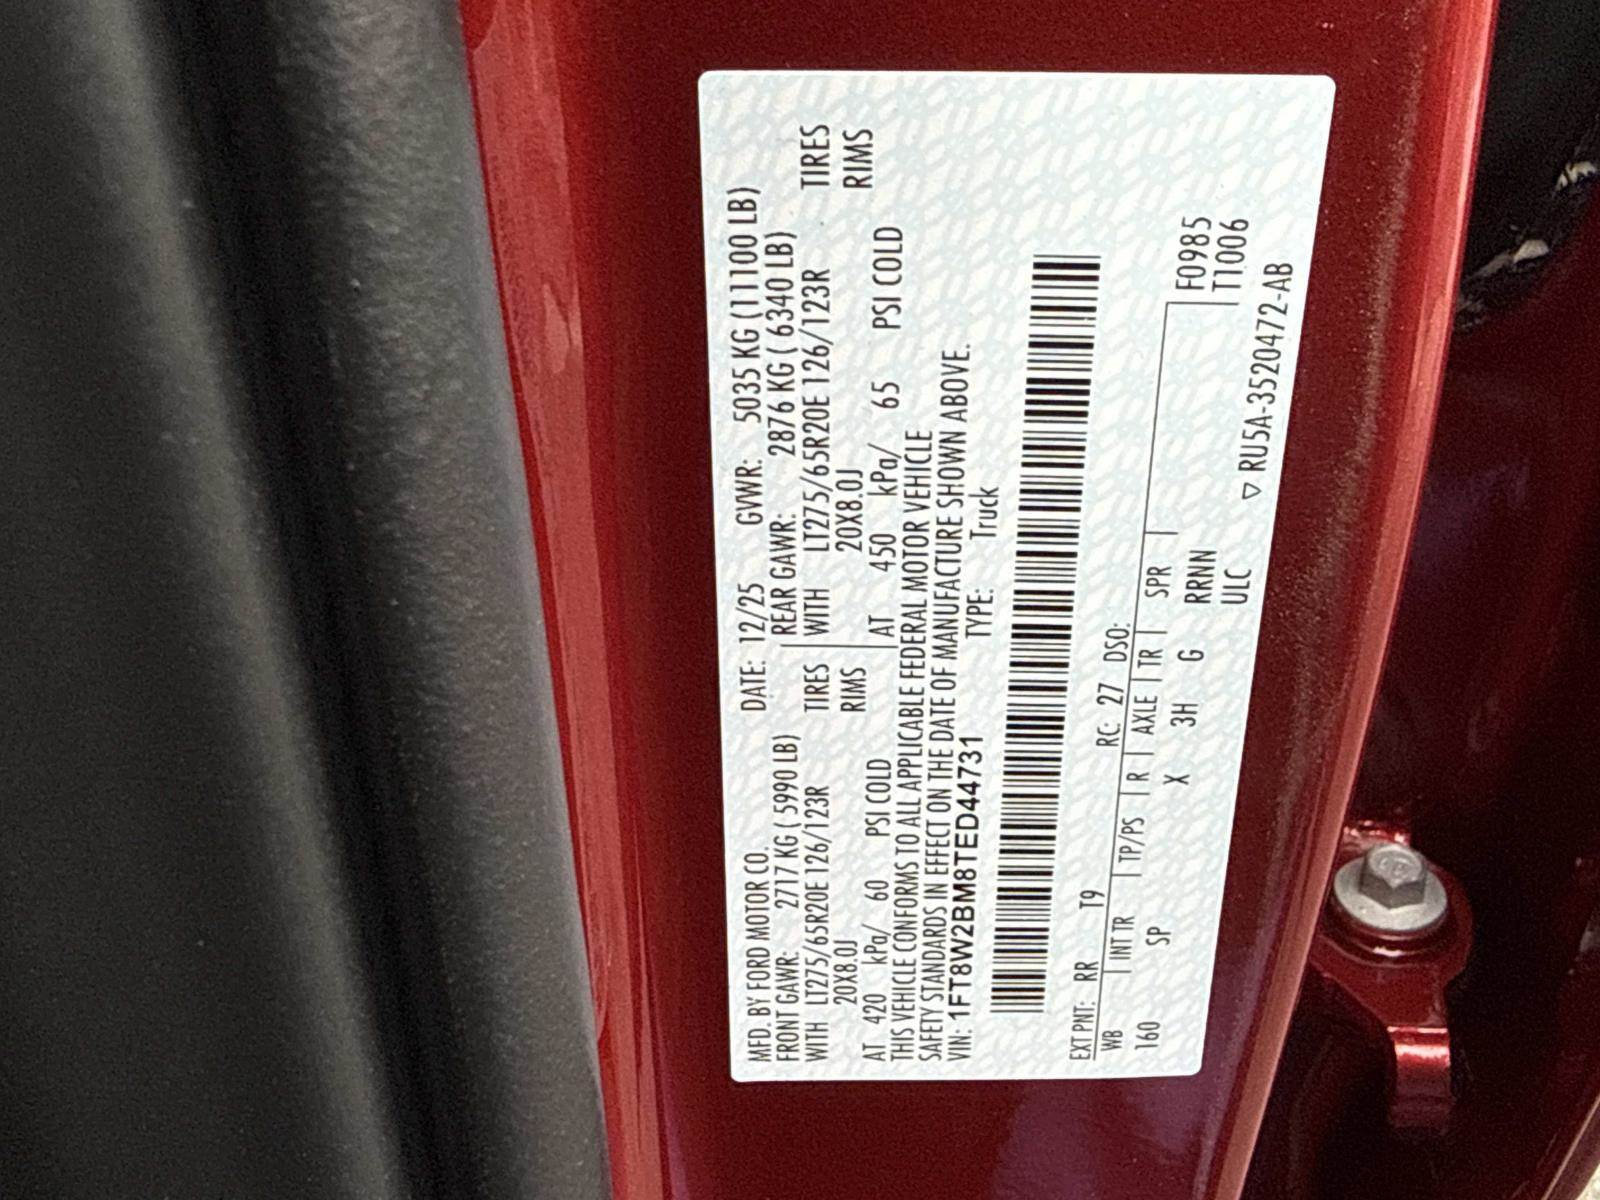 MFD. BY FORD MOTOR CO.
DATE: 12/25 GVWR: 5035 KG (11100 LB)
FRONT GAWR: 2717 KG ( 5990 LB)
REAR GAWR: 2876 KG ( 6340 LB)
WITH LT275/65R20E 126/123R TIRES
WITH LT275/65R20E 126/123R TIRES
20X8.0J RIMS
20X8.0J RIMS
AT 420 kPa/ 60 PSI COLD
AT 450 kPa/ 65 PSI COLD
THIS VEHICLE CONFORMS TO ALL APPLICABLE FEDERAL MOTOR VEHICLE
SAFETY STANDARDS IN EFFECT ON THE DATE OF MANUFACTURE SHOWN ABOVE.
VIN: 1FT8W2BM8TED44731 TYPE: Truck
EXT PNT: RR T9 RC: 27 DSO:
WB INT TR TP/PS R AXLE TR SPR
160 SP X 3H G RRNN
F0985
T1006
ULC ▽ RU5A-3520472-AB